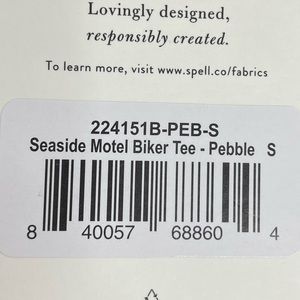 Lovingly designed,
responsibly created.
To learn more, visit www.spell.co/fabrics
224151B-PEB-S
Seaside Motel Biker Tee - Pebble S
8 40057 68860 4